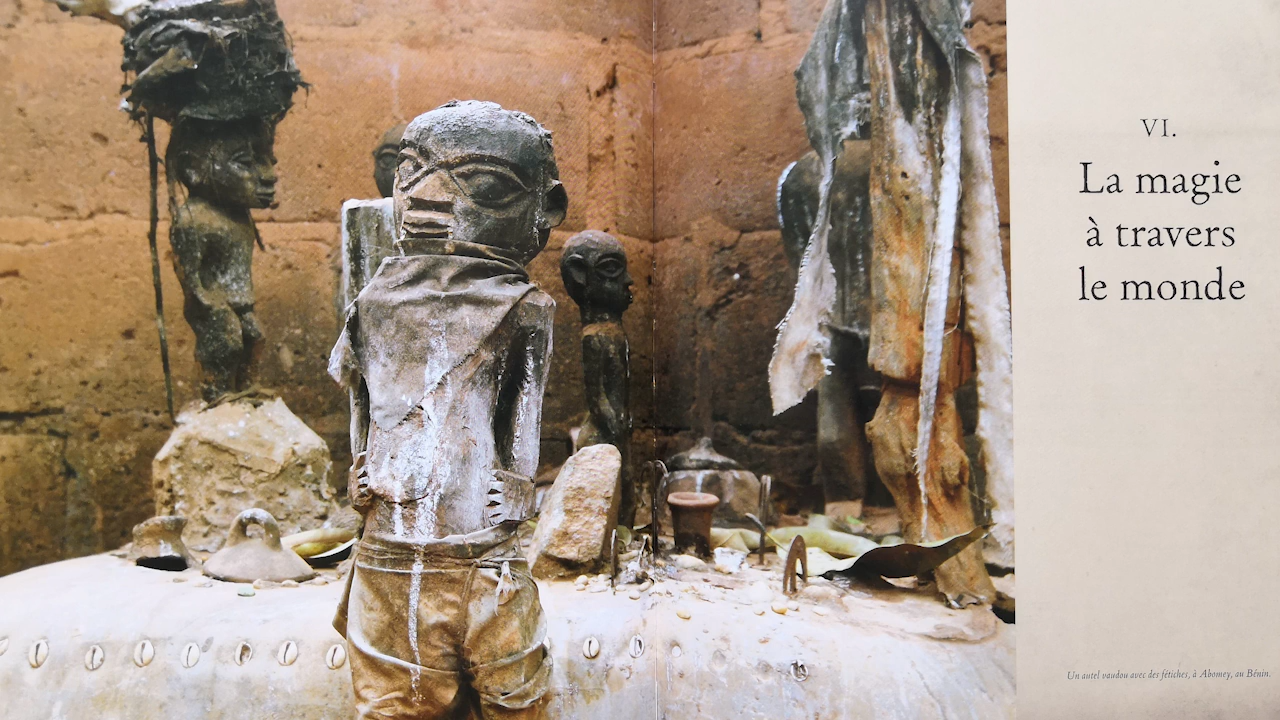 VI.
La magie
à travers
le monde
Un autel vaudou avec des fétiches, à Abomey, au Bénin.